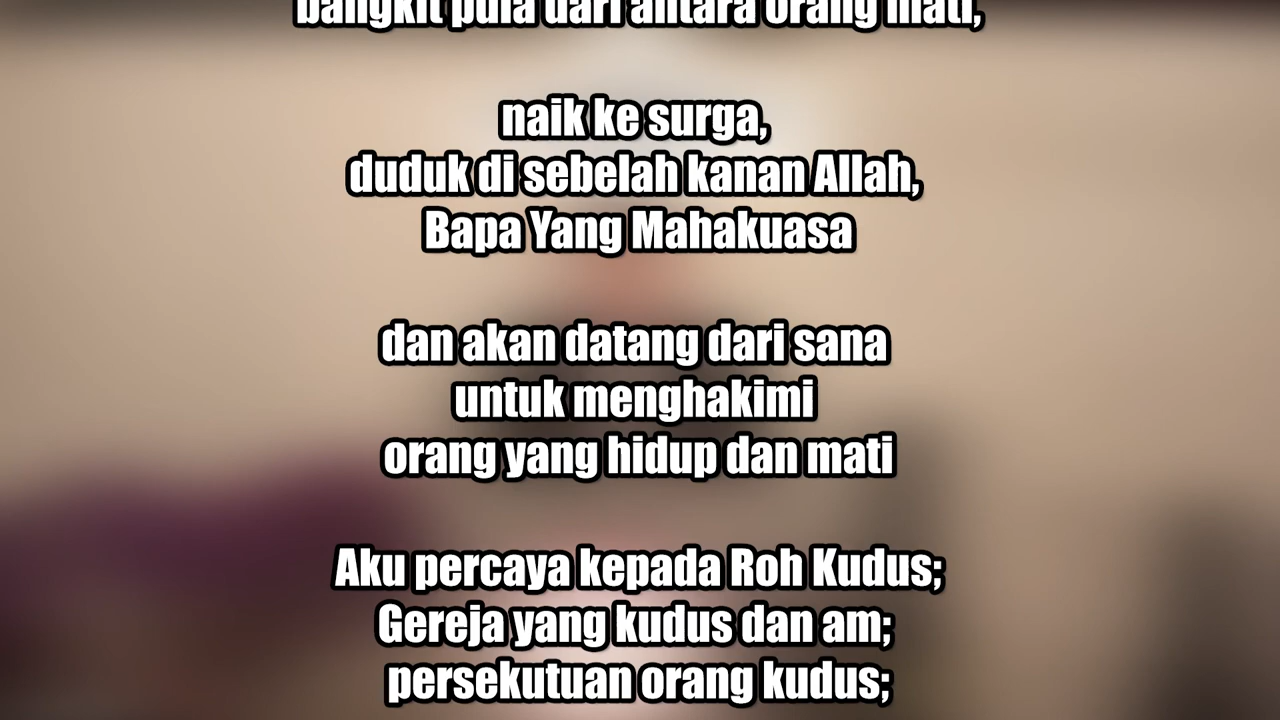 bangkit pula dari antara orang mati,
naik ke surga,
duduk di sebelah kanan Allah,
Bapa Yang Mahakuasa
dan akan datang dari sana
untuk menghakimi
orang yang hidup dan mati
Aku percaya kepada Roh Kudus;
Gereja yang kudus dan am;
persekutuan orang kudus;